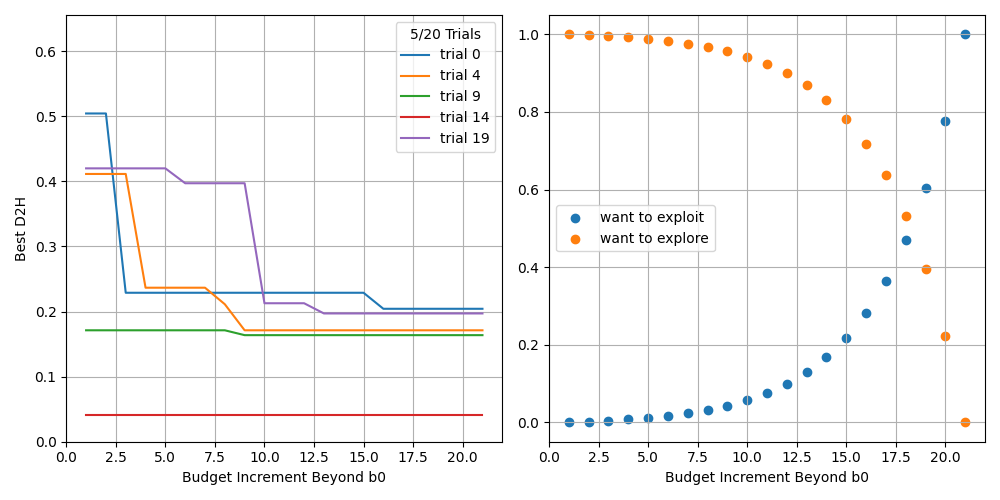 5/20 Trials
trial 0
trial 4
trial 9
trial 14
trial 19
Best D2H
0.6
0.5
0.4
0.3
0.2
0.1
0.0
0.0 2.5 5.0 7.5 10.0 12.5 15.0 17.5 20.0
Budget Increment Beyond b0
1.0
0.8
0.6
0.4
0.2
0.0
want to exploit
want to explore
0.0 2.5 5.0 7.5 10.0 12.5 15.0 17.5 20.0
Budget Increment Beyond b0